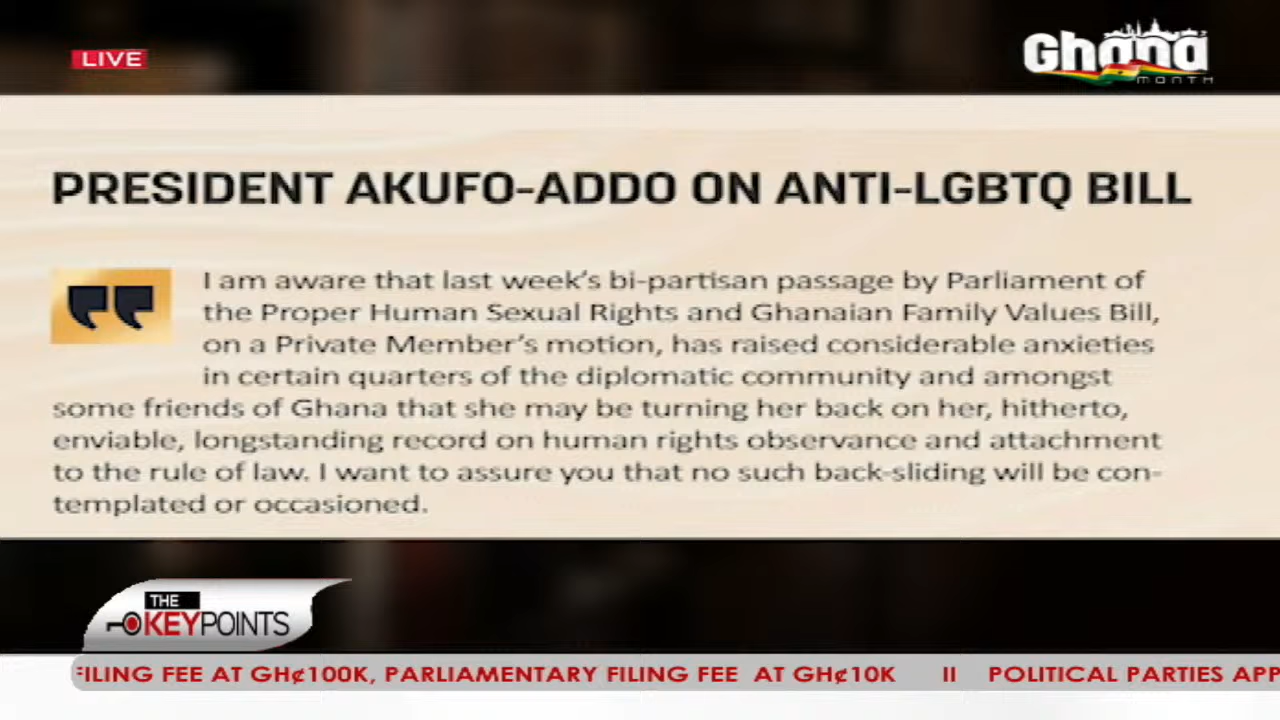 LIVE
Ghana
MONTH
PRESIDENT AKUFO-ADDO ON ANTI-LGBTQ BILL
I am aware that last week's bi-partisan passage by Parliament of
the Proper Human Sexual Rights and Ghanaian Family Values Bill,
on a Private Member's motion, has raised considerable anxieties
in certain quarters of the diplomatic community and amongst
some friends of Ghana that she may be turning her back on her, hitherto,
enviable, longstanding record on human rights observance and attachment
to the rule of law. I want to assure you that no such back-sliding will be con-
templated or occasioned.
THE
KEYPOINTS
FILING FEE AT GH¢100K, PARLIAMENTARY FILING FEE AT GH¢10K II POLITICAL PARTIES APP